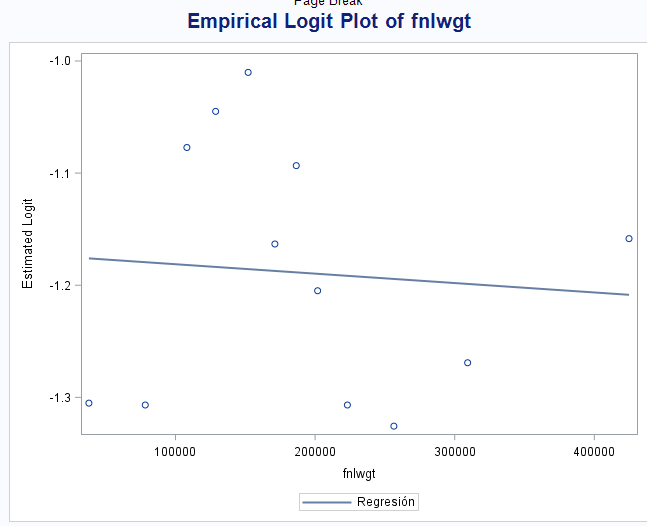 Page Break
Empirical Logit Plot of fnlwgt
-1.0
-1.1
-1.2
-1.3
Estimated Logit
100000 200000 300000 400000
fnlwgt
Regresión